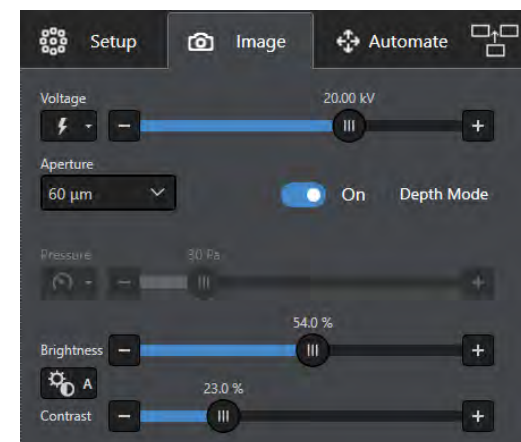 Setup Image Automate
Voltage 20.00 kV
Aperture
60 µm On Depth Mode
Pressure 30 Pa
54.0 %
Brightness
A
23.0 %
Contrast